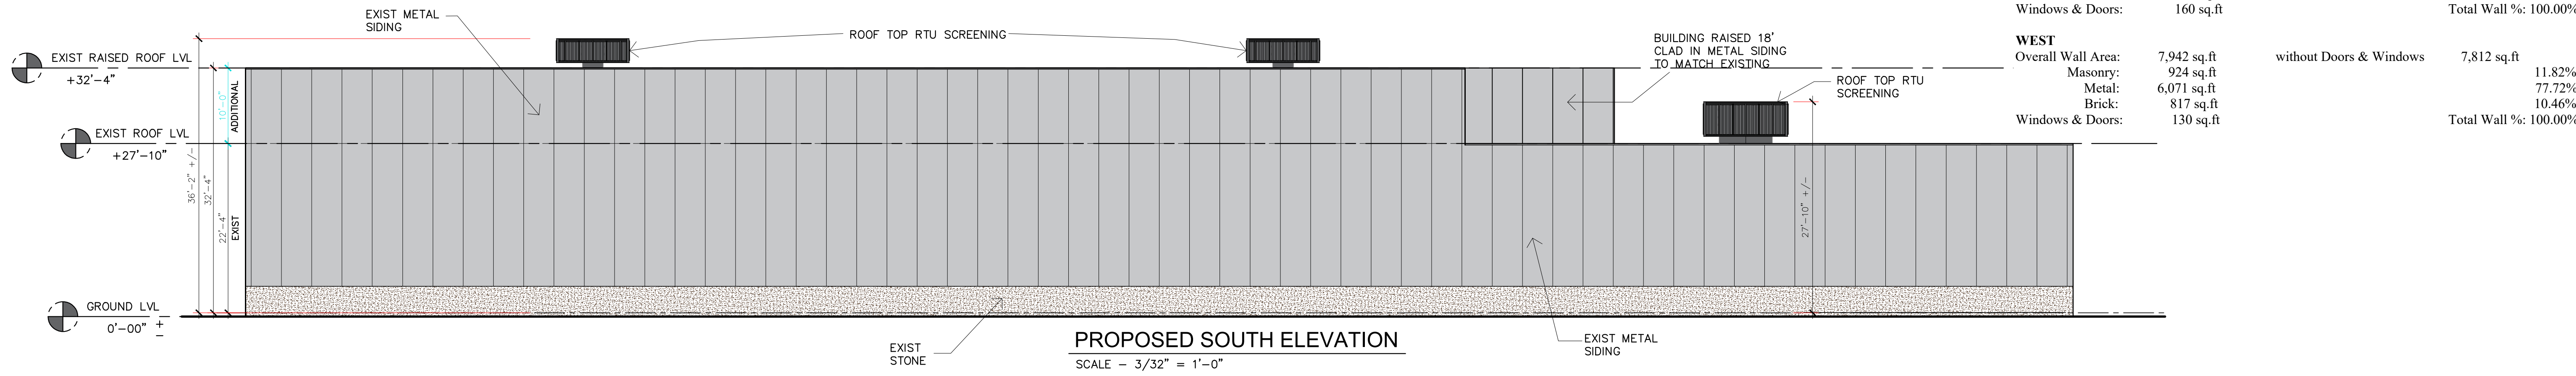 EXIST METAL
SIDING
ROOF TOP RTU SCREENING
BUILDING RAISED 18'
CLAD IN METAL SIDING
TO MATCH EXISTING
ROOF TOP RTU
SCREENING
EXIST RAISED ROOF LVL
+32'-4"
EXIST ROOF LVL
+27'-10"
GROUND LVL
0'-00" +
-
36'-2" +/-
32'-4"
10'-0"
ADDITIONAL
22'-4"
EXIST
27'-10" +/-
EXIST
STONE
EXIST METAL
SIDING
PROPOSED SOUTH ELEVATION
SCALE - 3/32" = 1'-0"
Windows & Doors: 160 sq.ft Total Wall %: 100.00%
WEST
Overall Wall Area: 7,942 sq.ft without Doors & Windows 7,812 sq.ft
Masonry: 924 sq.ft 11.82%
Metal: 6,071 sq.ft 77.72%
Brick: 817 sq.ft 10.46%
Windows & Doors: 130 sq.ft Total Wall %: 100.00%